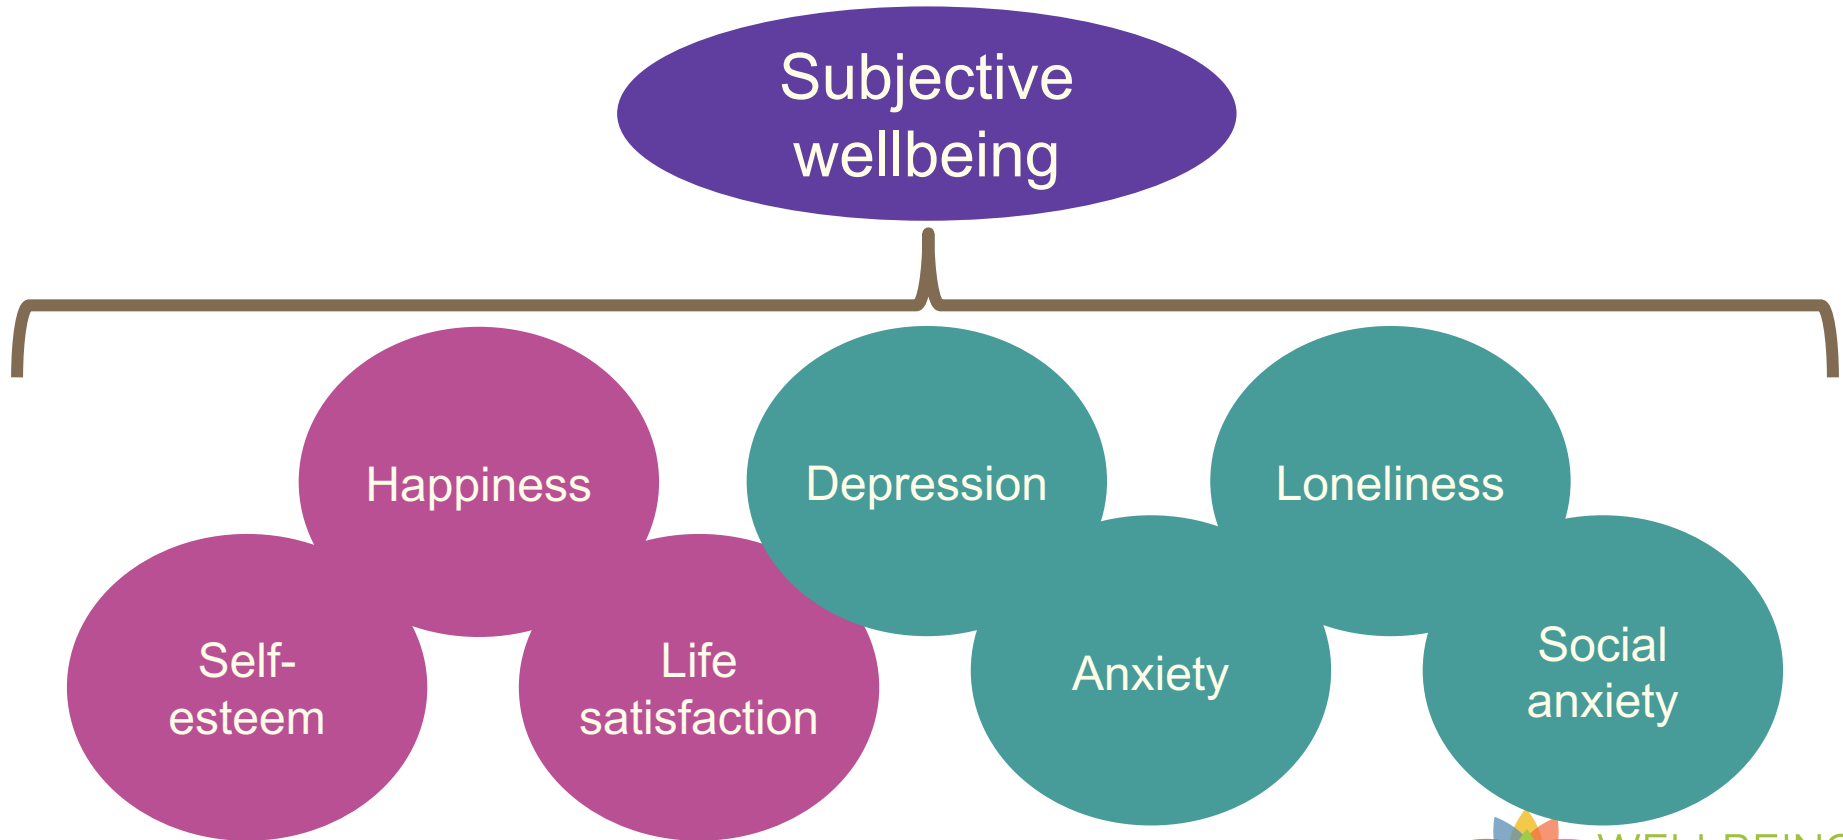 Subjective
wellbeing
Happiness
Depression
Loneliness
Self-
esteem
Life
satisfaction
Anxiety
Social
anxiety